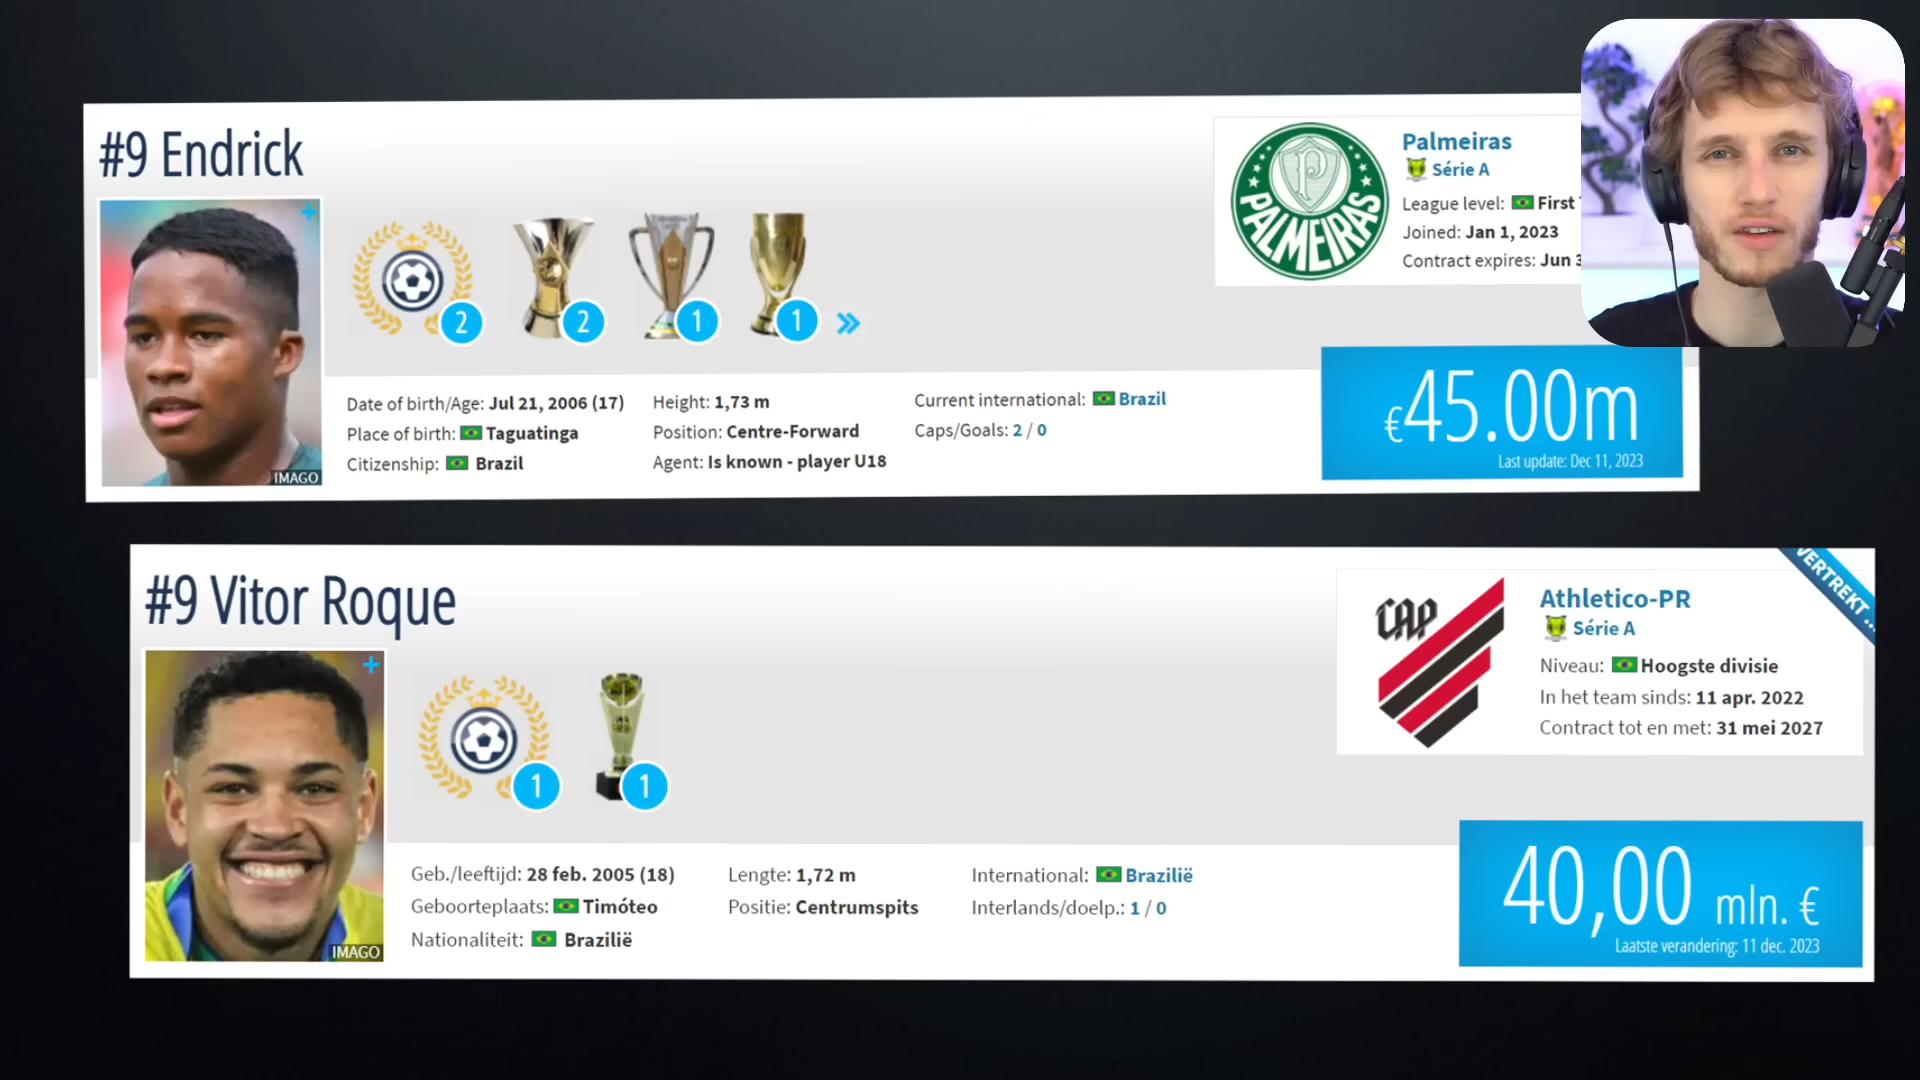 #9 Endrick
IMAGO
2
2
1
1
Date of birth/Age: Jul 21, 2006 (17)
Place of birth: Taguatinga
Citizenship: Brazil
Height: 1,73 m
Position: Centre-Forward
Agent: Is known - player U18
Current international: Brazil
Caps/Goals: 2 / 0
P
PALMEIRAS
Palmeiras
Série A
League level: First
Joined: Jan 1, 2023
Contract expires: Jun
€45.00m
Last update: Dec 11, 2023
#9 Vitor Roque
IMAGO
1
1
Geb./leeftijd: 28 feb. 2005 (18)
Geboorteplaats: Timóteo
Nationaliteit: Brazilië
Lengte: 1,72 m
Positie: Centrumspits
International: Brazilië
Interlands/doelp.: 1 / 0
CAP
Athletico-PR
Série A
Niveau: Hoogste divisie
In het team sinds: 11 apr. 2022
Contract tot en met: 31 mei 2027
VERTREKT ...
40,00 mln. €
Laatste verandering: 11 dec. 2023